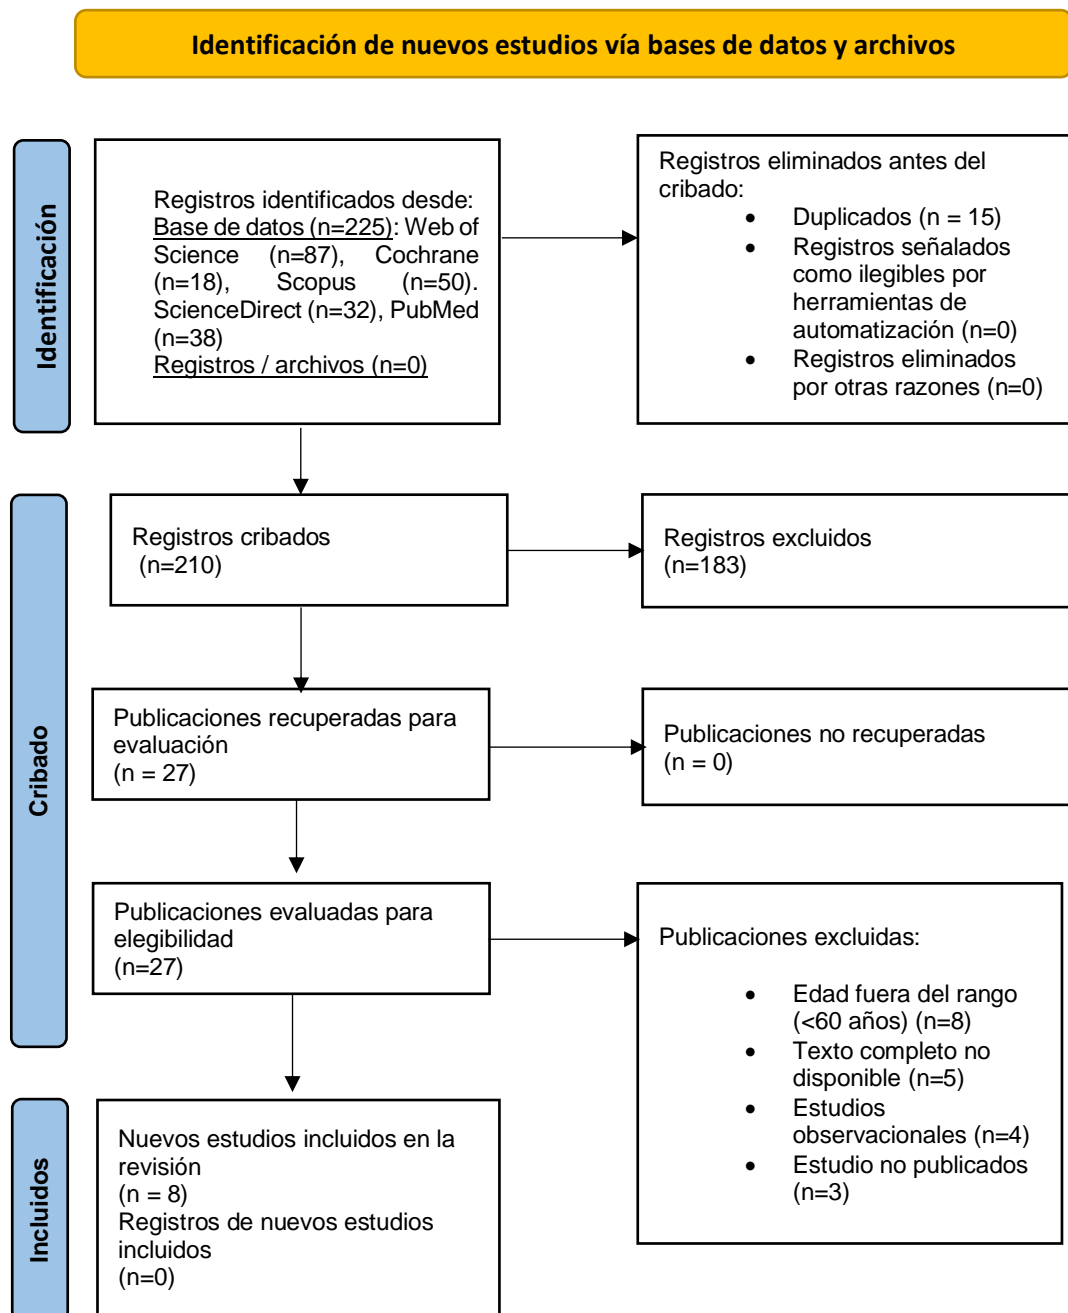 Identificación de nuevos estudios vía bases de datos y archivos
Identificación
Registros identificados desde:
Base de datos (n=225): Web of
Science (n=87), Cochrane
(n=18), Scopus (n=50).
ScienceDirect (n=32), PubMed
(n=38)
Registros / archivos (n=0)
Registros eliminados antes del
cribado:
• Duplicados (n = 15)
• Registros señalados
como ilegibles por
herramientas de
automatización (n=0)
• Registros eliminados
por otras razones (n=0)
Cribado
Registros cribados
(n=210)
Registros excluidos
(n=183)
Publicaciones recuperadas para
evaluación
(n = 27)
Publicaciones no recuperadas
(n = 0)
Publicaciones evaluadas para
elegibilidad
(n=27)
Publicaciones excluidas:
• Edad fuera del rango
(<60 años) (n=8)
• Texto completo no
disponible (n=5)
• Estudios
observacionales (n=4)
• Estudio no publicados
(n=3)
Incluidos
Nuevos estudios incluidos en la
revisión
(n = 8)
Registros de nuevos estudios
incluidos
(n=0)